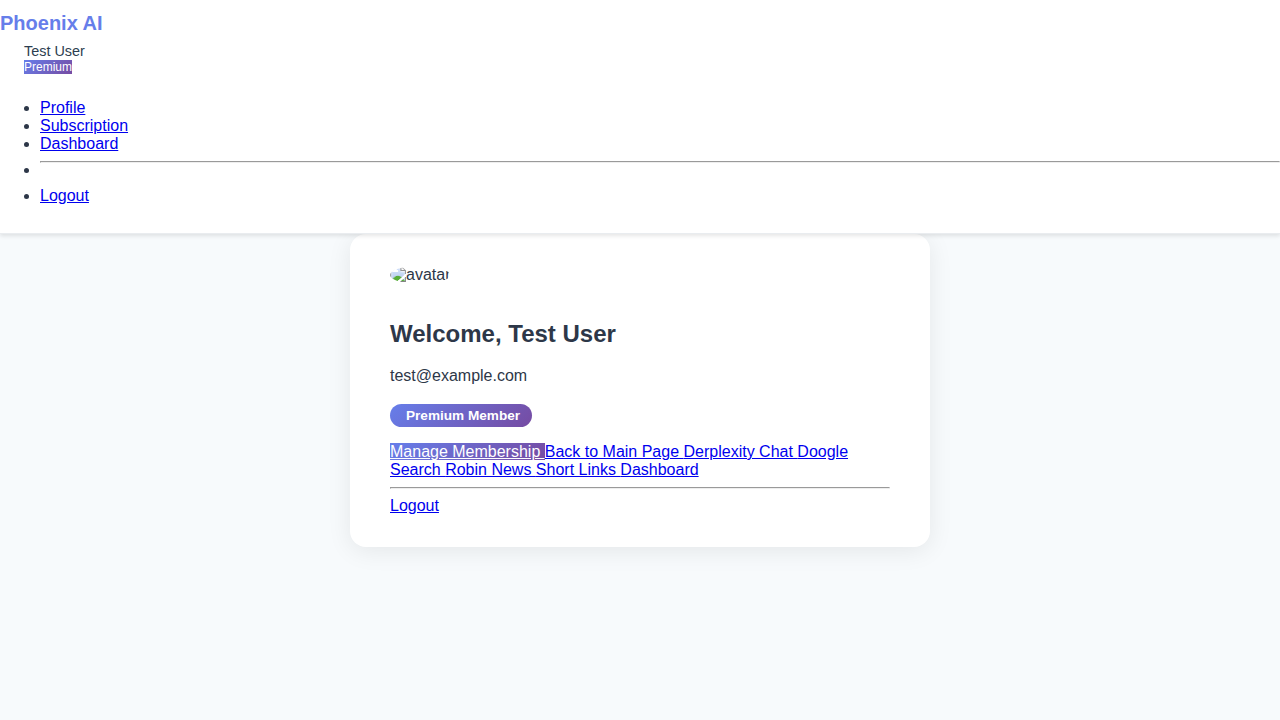 Phoenix AI
Test User
Premium
Profile
Subscription
Dashboard
Logout
avatar
Welcome, Test User
test@example.com
Premium Member
Manage Membership Back to Main Page Derplexity Chat Doogle
Search Robin News Short Links Dashboard
Logout